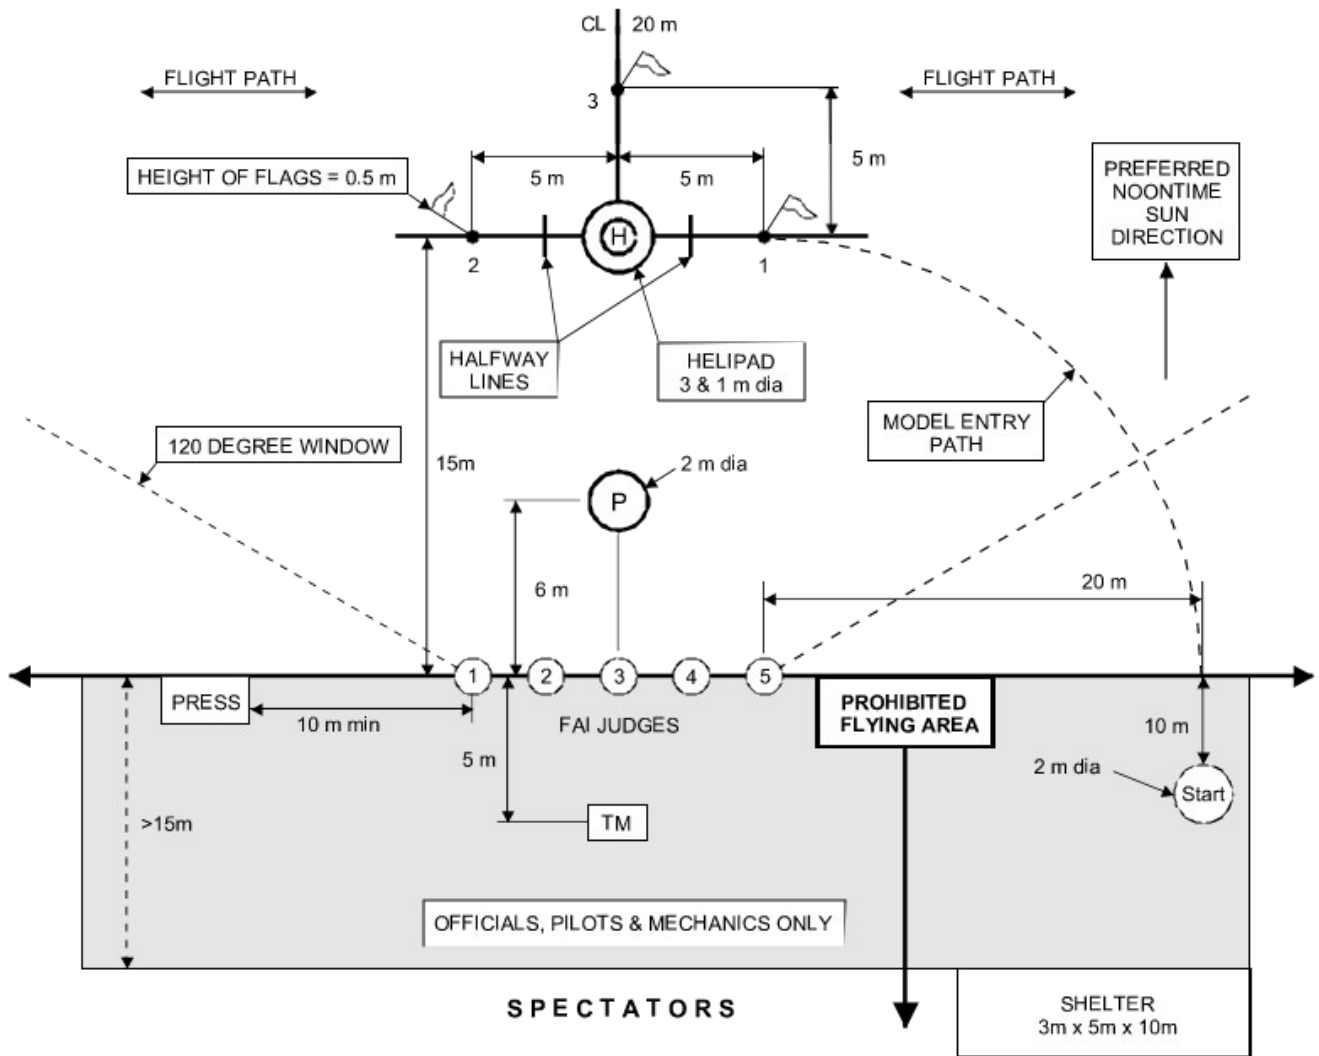 CL 20 m
FLIGHT PATH
FLIGHT PATH
3
5 m
HEIGHT OF FLAGS = 0.5 m
5 m
5 m
PREFERRED
NOONTIME
SUN
DIRECTION
H
2
1
HALFWAY
LINES
HELIPAD
3 & 1 m dia
MODEL ENTRY
PATH
120 DEGREE WINDOW
15m
2 m dia
P
6 m
20 m
1
2
3
4
5
PRESS
10 m min
FAI JUDGES
PROHIBITED
FLYING AREA
10 m
5 m
2 m dia
Start
>15m
TM
OFFICIALS, PILOTS & MECHANICS ONLY
SPECTATORS
SHELTER
3m x 5m x 10m